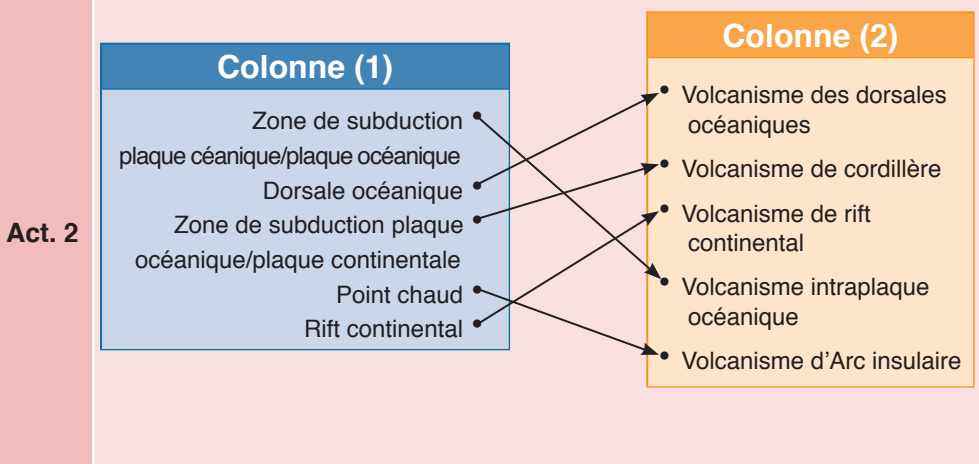 Act. 2
Colonne (1)
Zone de subduction
plaque céanique/plaque océanique
Dorsale océanique
Zone de subduction plaque
océanique/plaque continentale
Point chaud
Rift continental
Colonne (2)
Volcanisme des dorsales
océaniques
Volcanisme de cordillère
Volcanisme de rift
continental
Volcanisme intraplaque
océanique
Volcanisme d'Arc insulaire